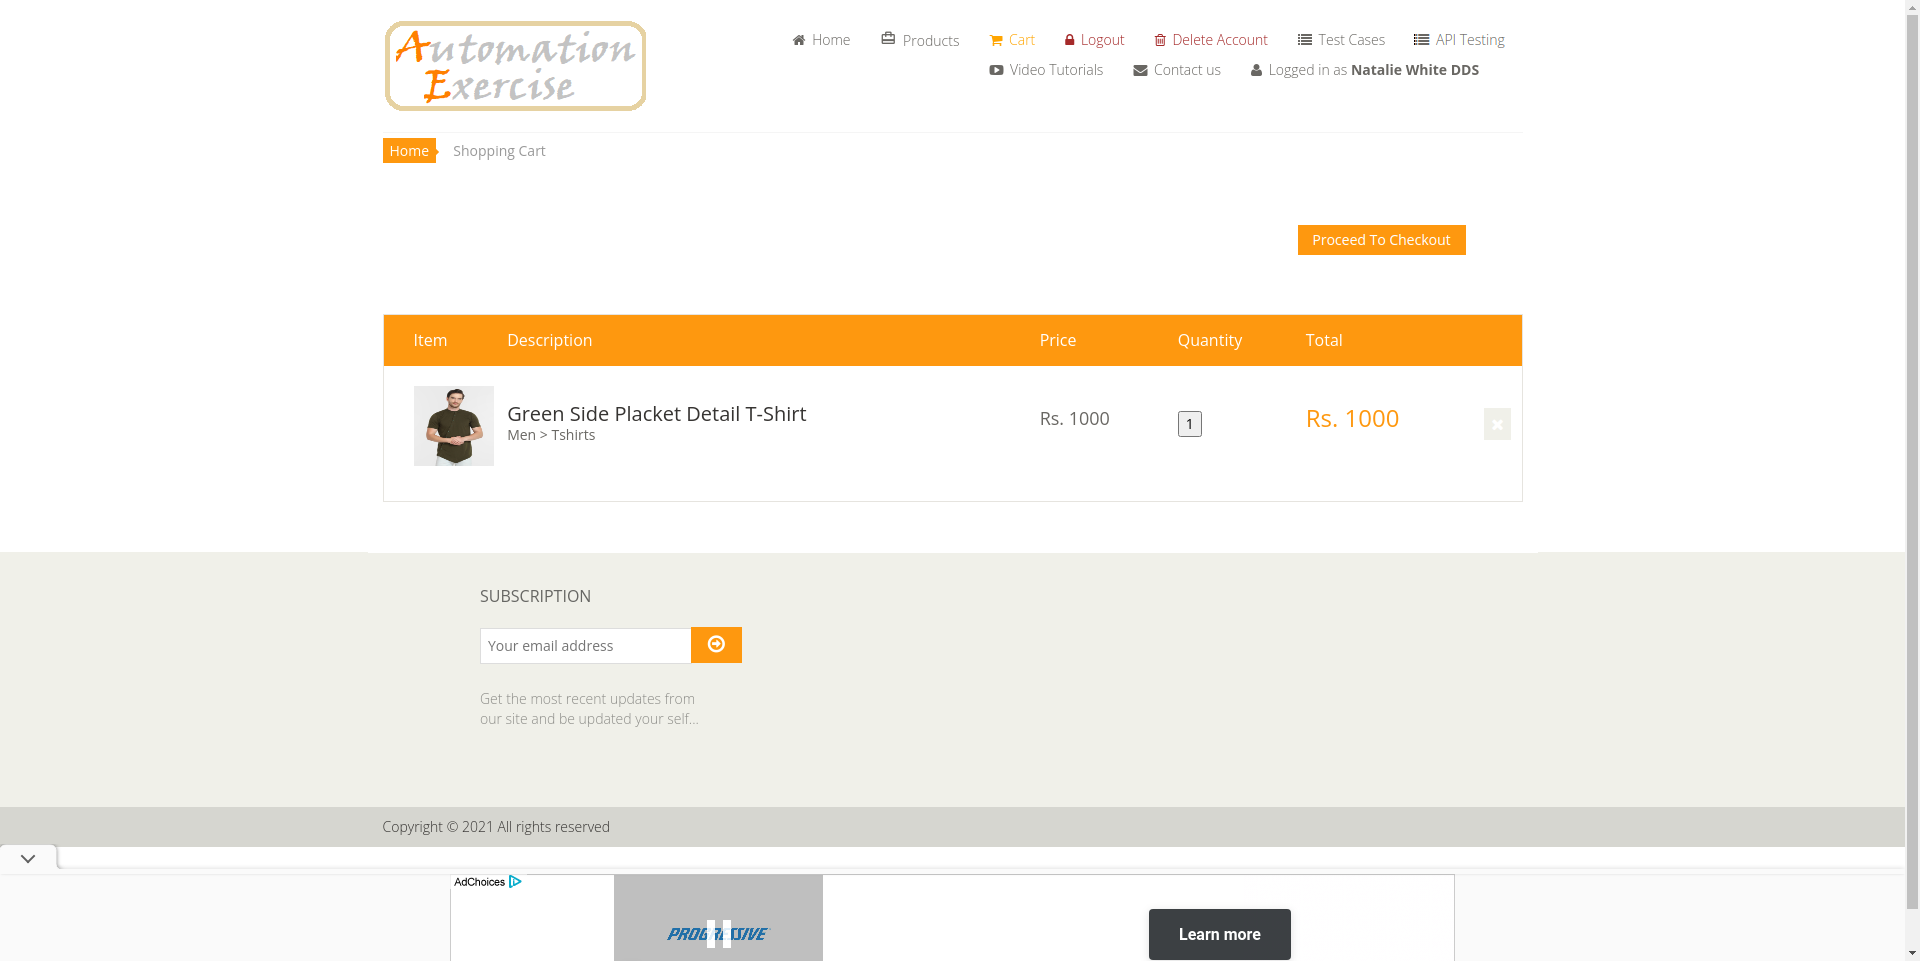 Automation
Exercise
Home
Products
Cart
Logout
Delete Account
Test Cases
API Testing
Video Tutorials
Contact us
Logged in as Natalie White DDS
Home
Shopping Cart
Proceed To Checkout
Item Description Price Quantity Total
Green Side Placket Detail T-Shirt
Men > Tshirts
Rs. 1000
1
Rs. 1000
SUBSCRIPTION
Your email address
Get the most recent updates from
our site and be updated your self...
Copyright © 2021 All rights reserved
AdChoices
PROGRESSIVE
Learn more